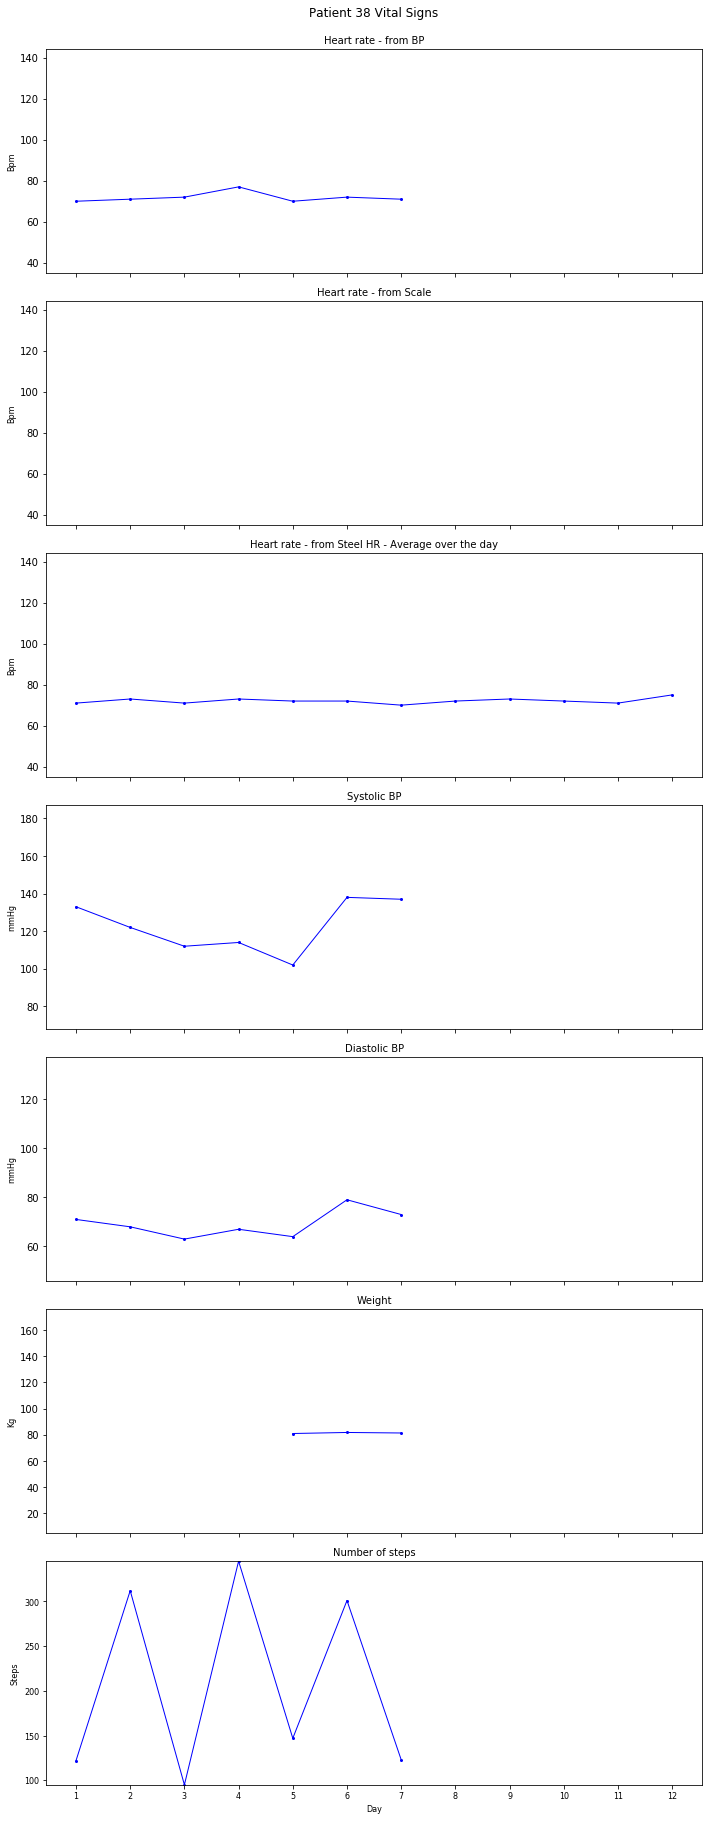 Patient 38 Vital Signs
Heart rate - from BP
140
120
100
80
60
40
Bpm
Heart rate - from Scale
140
120
100
80
60
40
Bpm
Heart rate - from Steel HR - Average over the day
140
120
100
80
60
40
Bpm
Systolic BP
180
160
140
120
100
80
mmHg
Diastolic BP
120
100
80
60
mmHg
Weight
160
140
120
100
80
60
40
20
Kg
Number of steps
300
250
200
150
100
Steps
1 2 3 4 5 6 7 8 9 10 11 12
Day